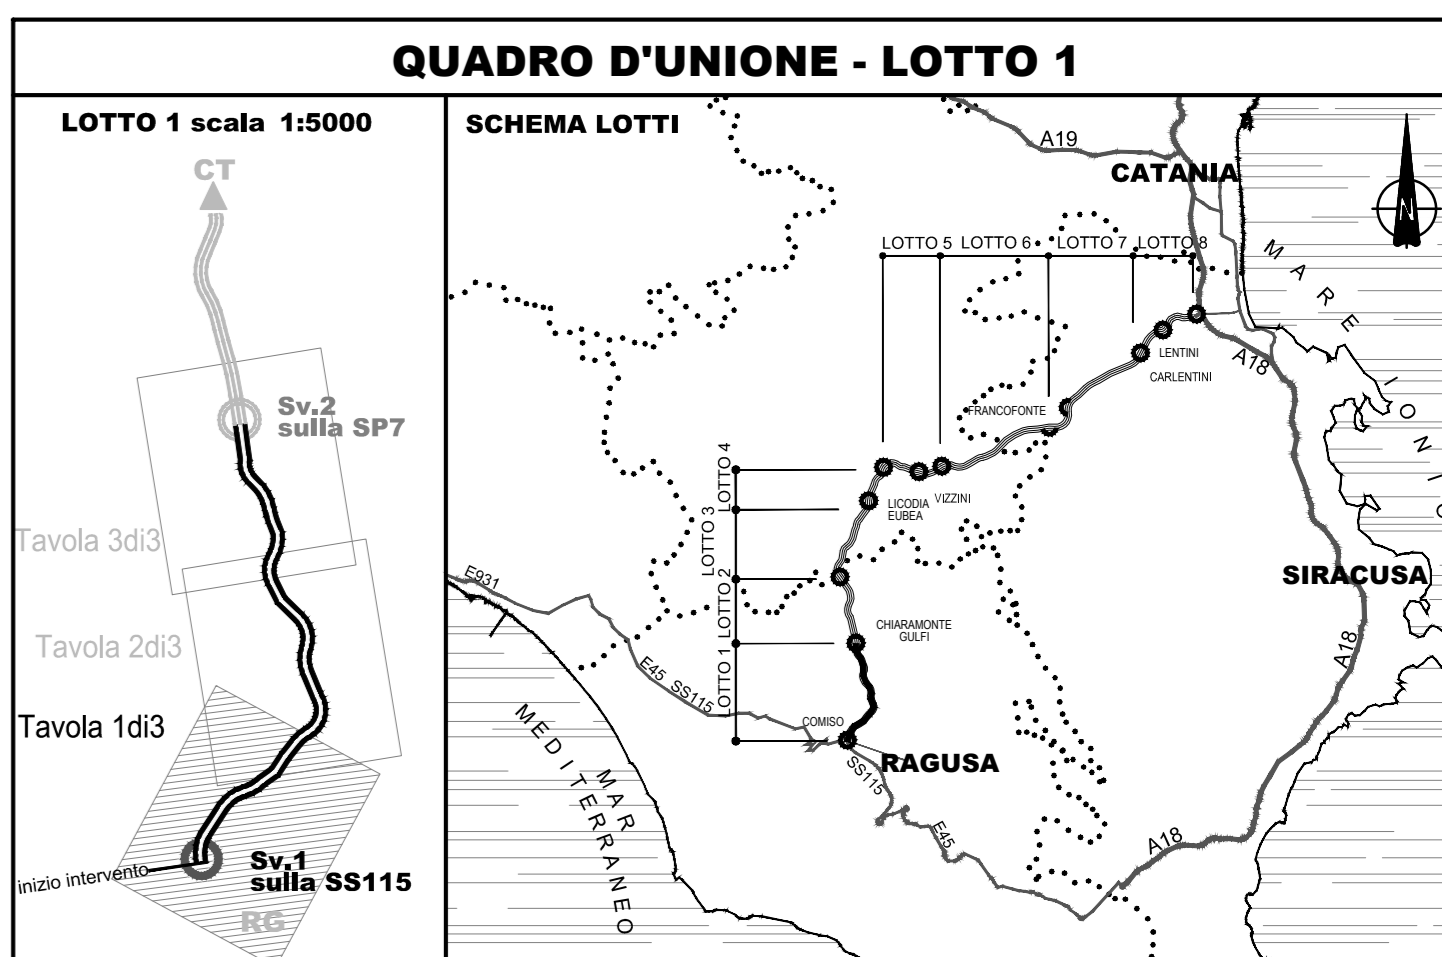 QUADRO D'UNIONE - LOTTO 1
LOTTO 1 scala 1:5000
CT
Sv.2
sulla SP7
Tavola 3di3
Tavola 2di3
Tavola 1di3
inizio intervento
Sv.1
sulla SS115
RG
SCHEMA LOTTI
A19
CATANIA
N
LOTTO 5
LOTTO 6
LOTTO 7
LOTTO 8
MARE
IONIO
LENTINI
CARLENTINI
A18
FRANCOFONTE
LOTTO 4
LOTTO 3
LOTTO 2
LOTTO 1
LICODIA
EUBEA
VIZZINI
E931
SIRACUSA
CHIARAMONTE
GULFI
E45
SS115
A18
COMISO
RAGUSA
SS115
MAR
MEDITERRANEO
E45
A18